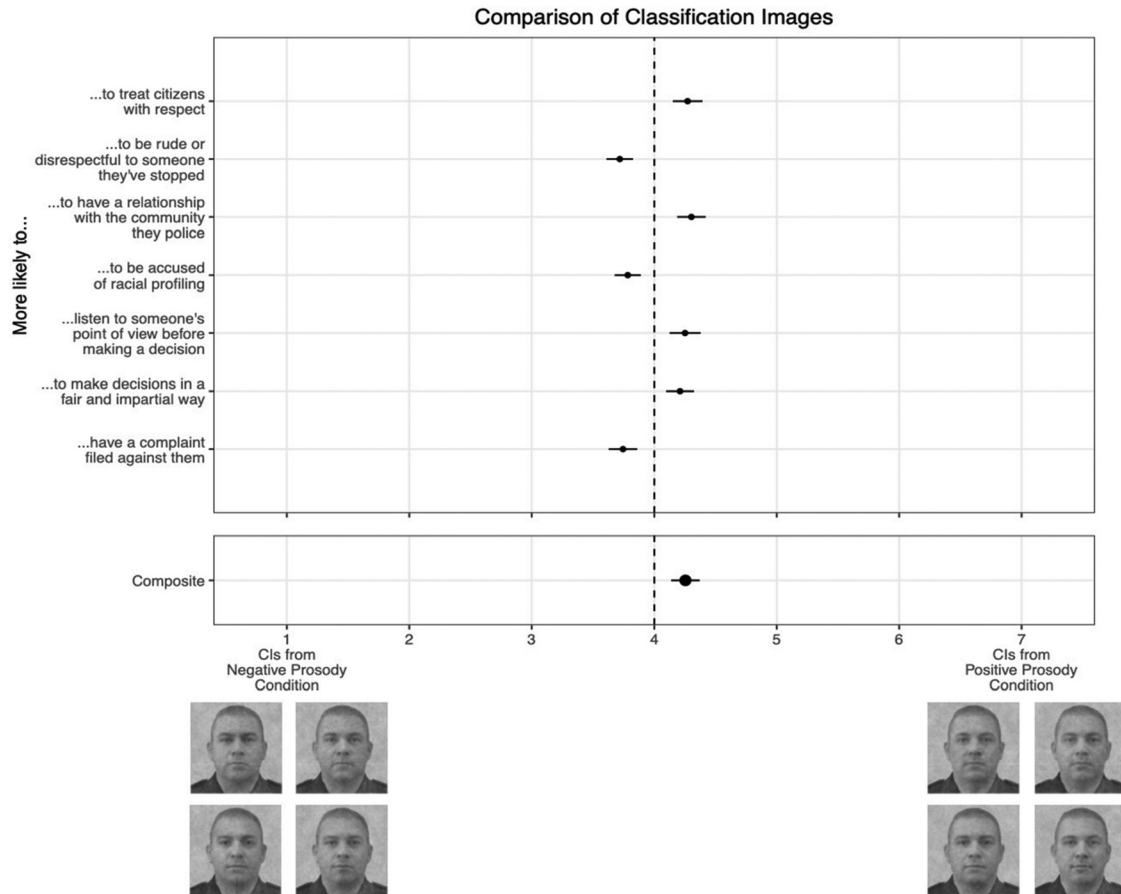 Comparison of Classification Images
More likely to...
...to treat citizens
with respect
...to be rude or
disrespectful to someone
they've stopped
...to have a relationship
with the community
they police
...to be accused
of racial profiling
...listen to someone's
point of view before
making a decision
...to make decisions in a
fair and impartial way
...have a complaint
filed against them
Composite
1 2 3 4 5 6 7
CIs from
Negative Prosody
Condition
CIs from
Positive Prosody
Condition